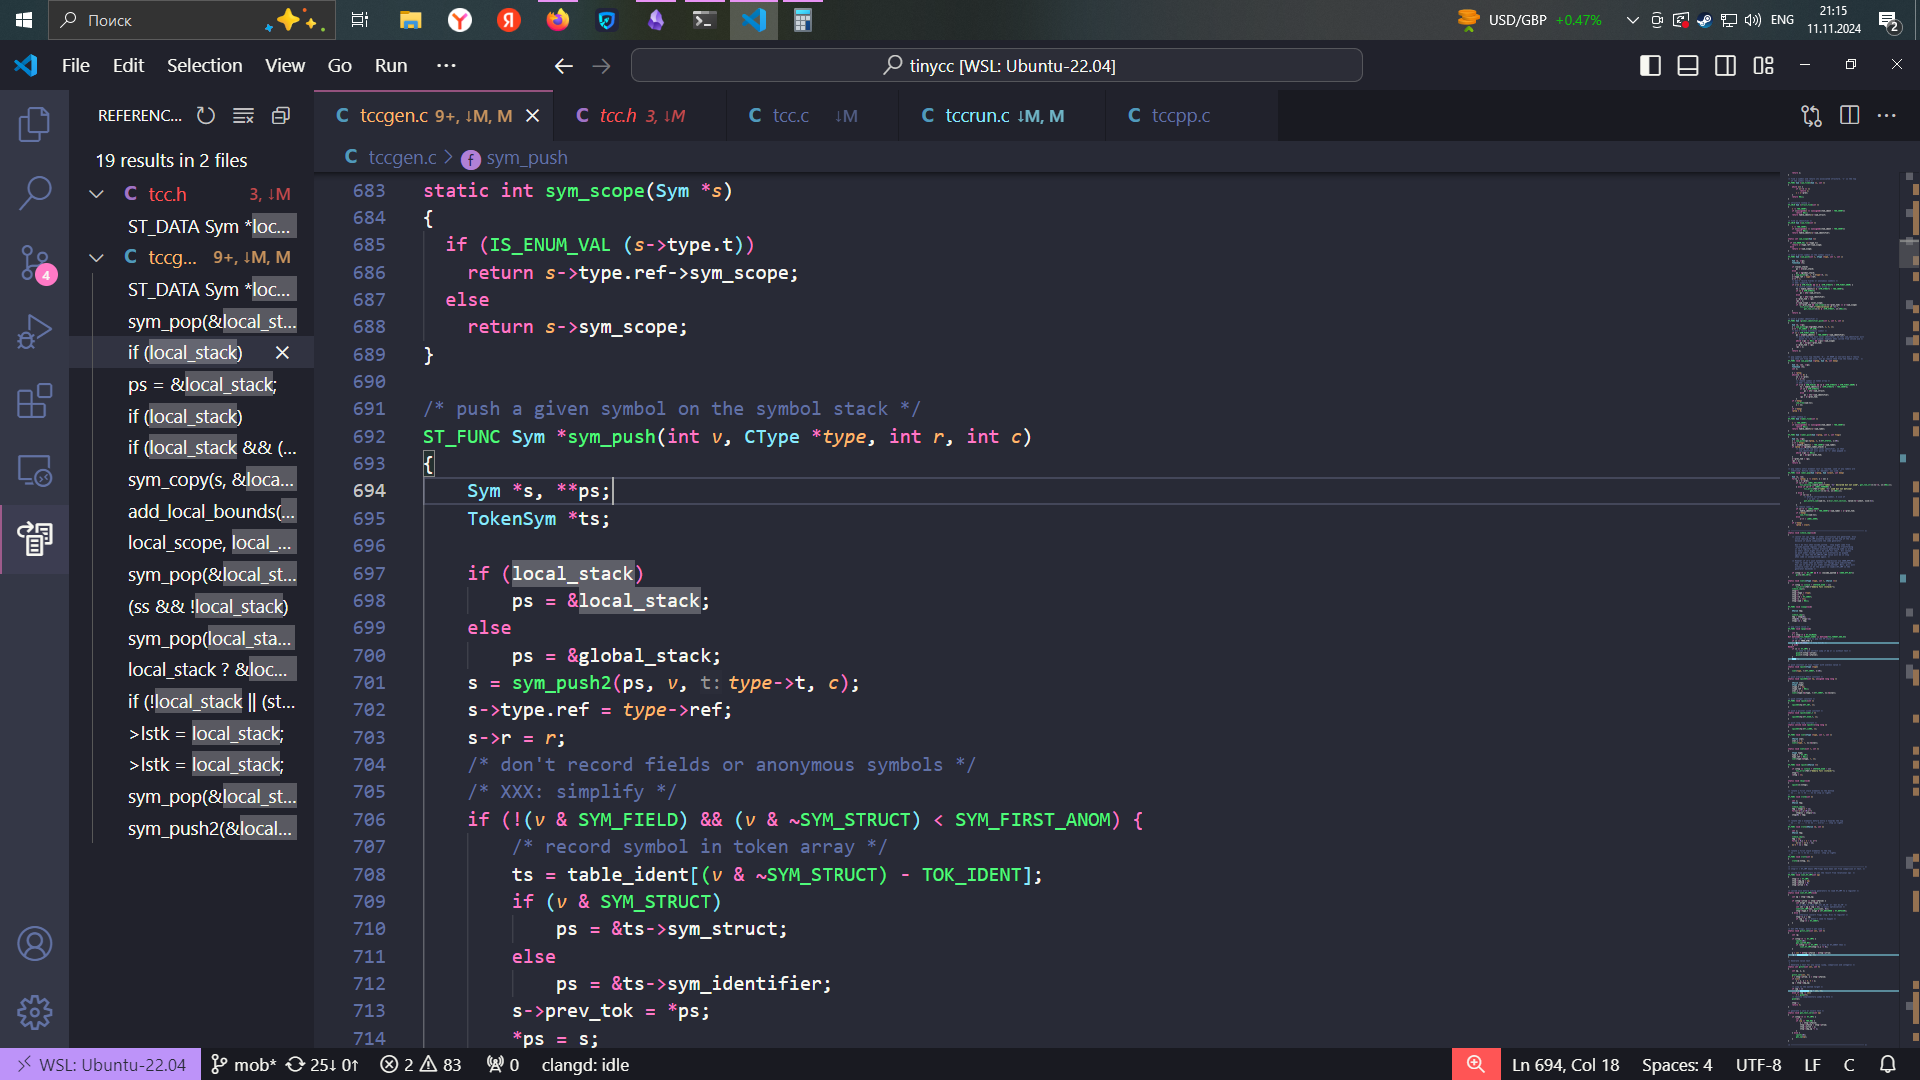 Поиск
USD/GBP +0.47%
ENG
21:15
11.11.2024
2
File Edit Selection View Go Run ···
tinycc [WSL: Ubuntu-22.04]
REFERENC...
C tccgen.c 9+, ↓M, M
C tcc.h 3, ↓M
C tcc.c ↓M
C tccrun.c ↓M, M
C tccpp.c
C tccgen.c > f sym_push
19 results in 2 files
C tcc.h 3, ↓M
ST_DATA Sym *loc...
C tccg... 9+, ↓M, M
ST_DATA Sym *loc...
sym_pop(&local_st...
if (local_stack)
ps = &local_stack;
if (local_stack)
if (local_stack && (...
sym_copy(s, &loca...
add_local_bounds(...
local_scope, local_...
sym_pop(&local_st...
(ss && !local_stack)
sym_pop(local_sta...
local_stack ? &loc...
if (!local_stack || (st...
>lstk = local_stack;
>lstk = local_stack;
sym_pop(&local_st...
sym_push2(&local...
4
683 static int sym_scope(Sym *s)
684 {
685 if (IS_ENUM_VAL (s->type.t))
686 return s->type.ref->sym_scope;
687 else
688 return s->sym_scope;
689 }
690
691 /* push a given symbol on the symbol stack */
692 ST_FUNC Sym *sym_push(int v, CType *type, int r, int c)
693 {
694 Sym *s, **ps;
695 TokenSym *ts;
696
697 if (local_stack)
698 ps = &local_stack;
699 else
700 ps = &global_stack;
701 s = sym_push2(ps, v, t: type->t, c);
702 s->type.ref = type->ref;
703 s->r = r;
704 /* don't record fields or anonymous symbols */
705 /* XXX: simplify */
706 if (!(v & SYM_FIELD) && (v & ~SYM_STRUCT) < SYM_FIRST_ANOM) {
707 /* record symbol in token array */
708 ts = table_ident[(v & ~SYM_STRUCT) - TOK_IDENT];
709 if (v & SYM_STRUCT)
710 ps = &ts->sym_struct;
711 else
712 ps = &ts->sym_identifier;
713 s->prev_tok = *ps;
714 *ps = s;
WSL: Ubuntu-22.04 mob* 25↓ 0↑ 2 83 0 clangd: idle
Ln 694, Col 18 Spaces: 4 UTF-8 LF C